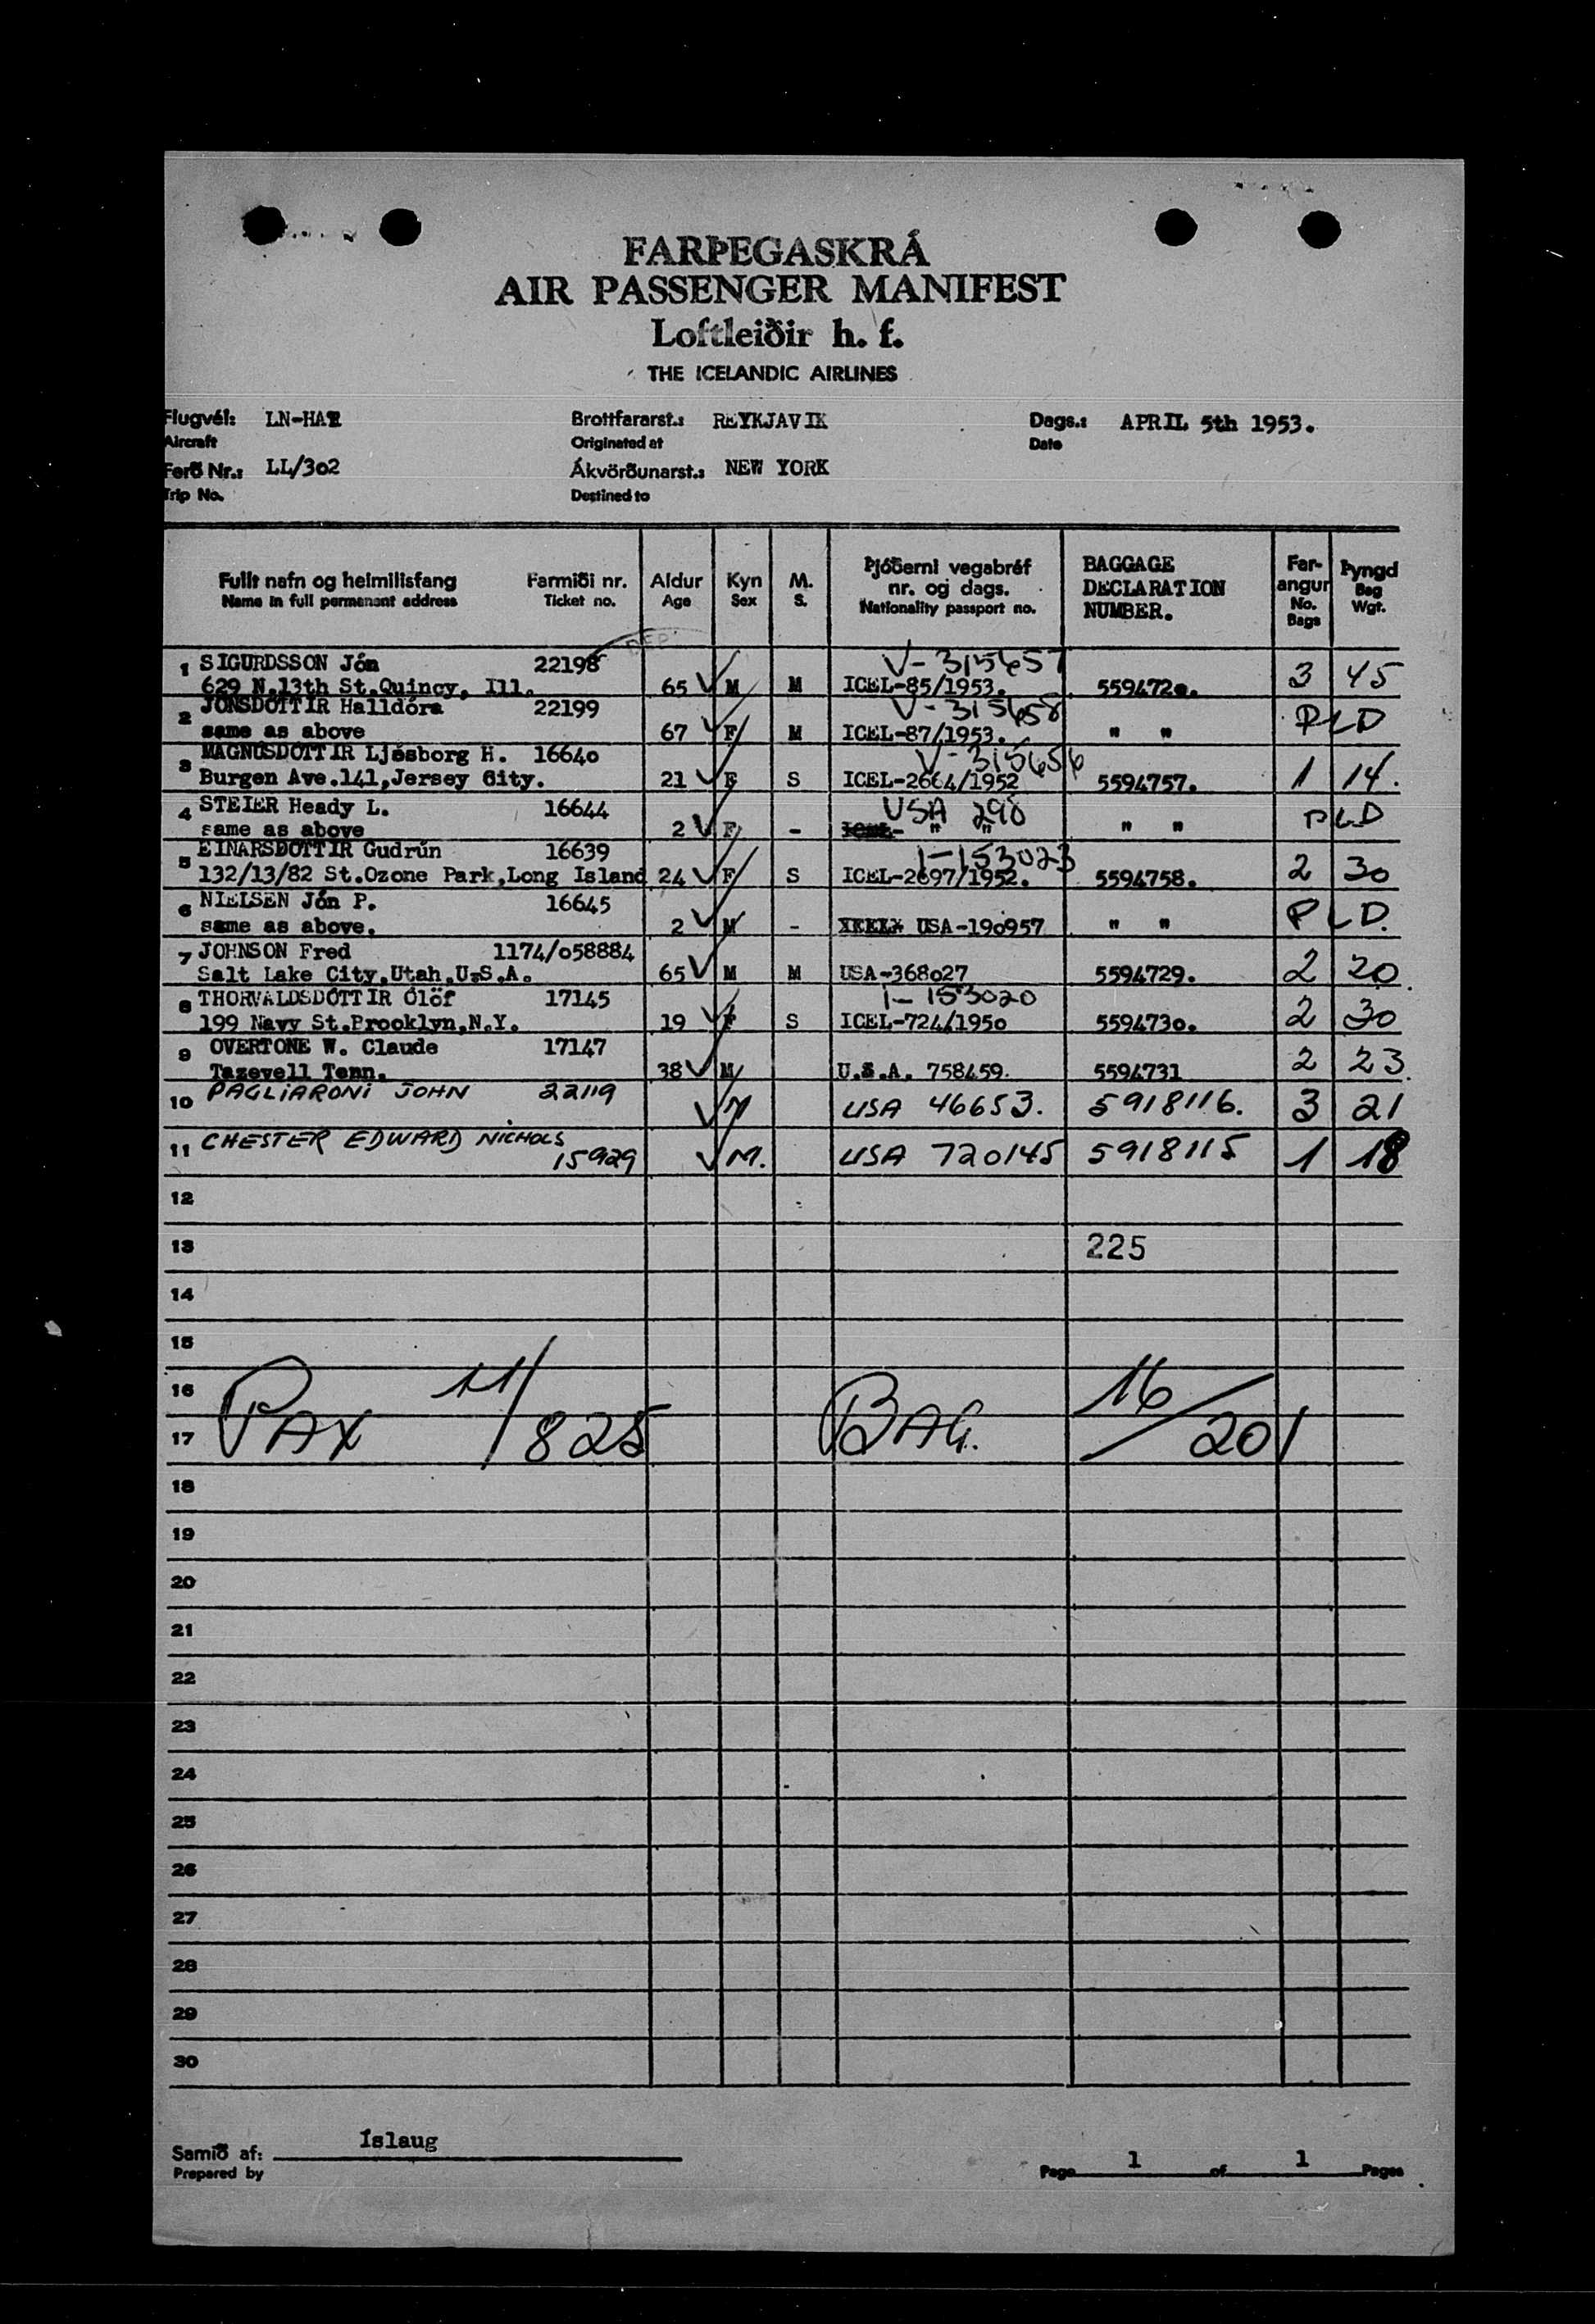 FARÞEGASKRÁ
AIR PASSENGER MANIFEST
Loftleiðir h. f.
THE ICELANDIC AIRLINES
Flugvél: LN-HAR Brottfararst.: REYKJAVIK Dags.: APRIL 5th 1953.
Aircraft Originated at Date
Ferð Nr.: LL/302 Ákvörðunarst.: NEW YORK
Trip No. Destined to
Fullt nafn og heimilisfang Farmiði nr. Aldur Kyn M. Þjóðerni vegabréf nr. og dags. BAGGAGE DECLARATION NUMBER. Far-angur Þyngd
Name in full permanent address Ticket no. Age Sex S. Nationality passport no. No. Bags Bag Wgt.
DEP
1 SIGURDSSON Jón 22198 V-315657
629 N.13th St.Quincy, Ill. 65 M M ICEL-85/1953. 5594720. 3 45
2 JÓNSDÓTTIR Halldóra 22199 V-315658
same as above 67 F M ICEL-87/1953. " " PLD
3 MAGNÚSDÓTTIR Ljósborg H. 16640 V-315656
Burgen Ave.141,Jersey City. 21 F S ICEL-2664/1952 5594757. 1 14.
4 STEIER Heady L. 16644 USA 298
same as above 2 F - " " " " PLD
5 EINARSDÓTTIR Gudrún 16639 I-153023
132/13/82 St.Ozone Park,Long Island 24 F S ICEL-2697/1952. 5594758. 2 30
6 NIELSEN Jón P. 16645
same as above. 2 M - USA-190957 " " PLD.
7 JOHNSON Fred 1174/058884
Salt Lake City,Utah,U.S.A. 65 M M USA-368027 5594729. 2 20
8 THORVALDSDÓTTIR Ólöf 17145 I-153020
199 Navy St.Prooklyn,N.Y. 19 F S ICEL-724/1950 5594730. 2 30
9 OVERTONE W. Claude 17147
Tazevell Tenn. 38 M U.S.A. 758459. 5594731 2 23
10 PAGLIARONI JOHN 22119 M USA 46653. 5918116. 3 21
11 CHESTER EDWARD NICHOLS
15929 M. USA 720145 5918115 1 18
12
13 225
14
15
16
17 PAX 11/825 BAG. 16/201
18
19
20
21
22
23
24
25
26
27
28
29
30
Samið af: Íslaug
Prepared by Page 1 of 1 Pages